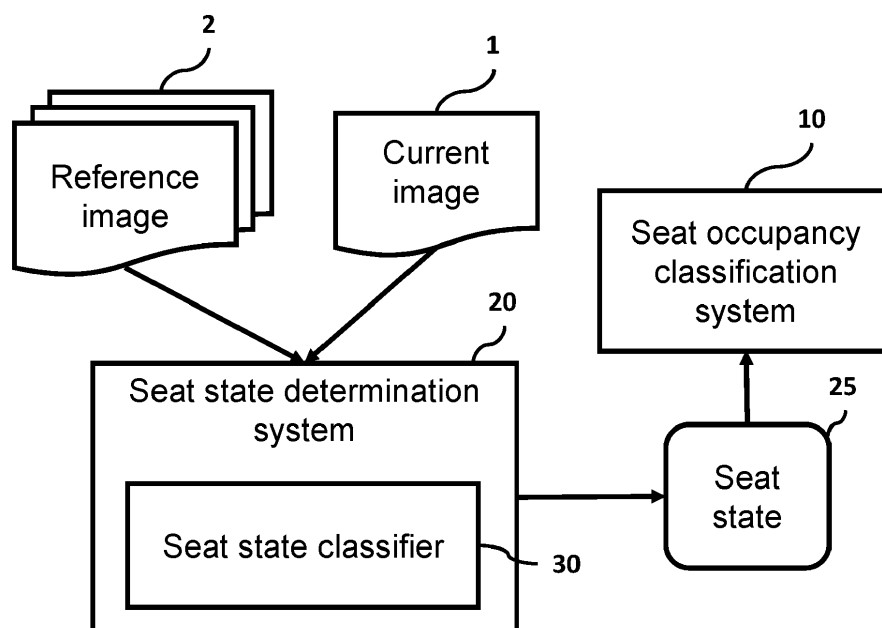 2
1
Reference
image
Current
image
10
Seat occupancy
classification
system
20
Seat state determination
system
25
Seat
state
Seat state classifier
30